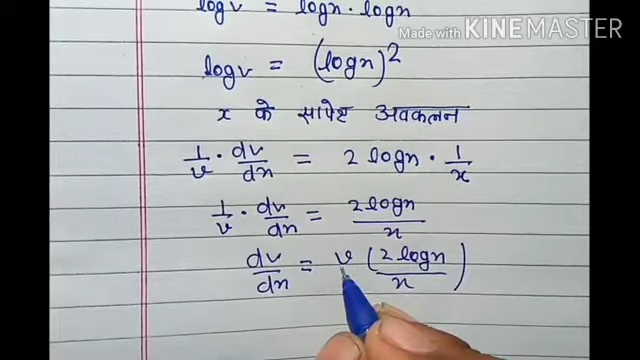 Made with KINEMASTER
log v = log x · log x
log v = (log x)²
x के सापेक्ष अवकलन
1/v · dv/dx = 2 log x · 1/x
1/v · dv/dx = 2 log x / x
dv/dx = v (2 log x / x)